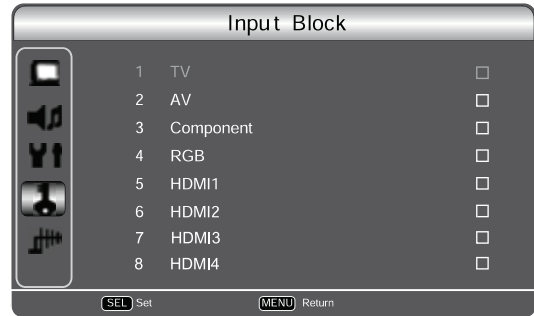 Input Block
1 TV
2 AV
3 Component
4 RGB
5 HDMI1
6 HDMI2
7 HDMI3
8 HDMI4
SEL Set MENU Return